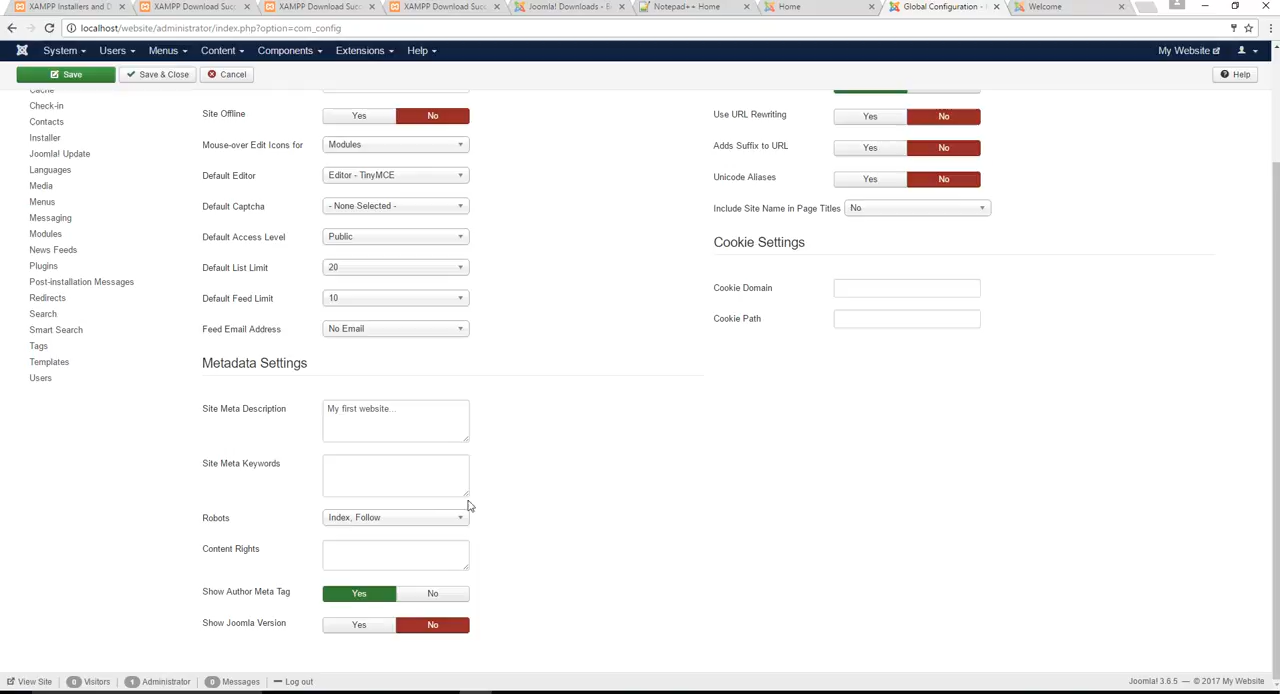 XAMPP Installers and D
XAMPP Download Succ
XAMPP Download Succ
XAMPP Download Succ
Joomla! Downloads -
Notepad++ Home
Home
Global Configuration -
Welcome
localhost/website/administrator/index.php?option=com_config
System
Users
Menus
Content
Components
Extensions
Help
My Website
Save
Save & Close
Cancel
Help
Cache
Check-in
Contacts
Installer
Joomla! Update
Languages
Media
Menus
Messaging
Modules
News Feeds
Plugins
Post-installation Messages
Redirects
Search
Smart Search
Tags
Templates
Users
Site Offline Yes No
Mouse-over Edit Icons for Modules
Default Editor Editor - TinyMCE
Default Captcha - None Selected -
Default Access Level Public
Default List Limit 20
Default Feed Limit 10
Feed Email Address No Email
Metadata Settings
Site Meta Description My first website...
Site Meta Keywords
Robots Index, Follow
Content Rights
Show Author Meta Tag Yes No
Show Joomla Version Yes No
Use URL Rewriting Yes No
Adds Suffix to URL Yes No
Unicode Aliases Yes No
Include Site Name in Page Titles No
Cookie Settings
Cookie Domain
Cookie Path
View Site 0 Visitors 1 Administrator 0 Messages Log out
Joomla! 3.6.5 — © 2017 My Website